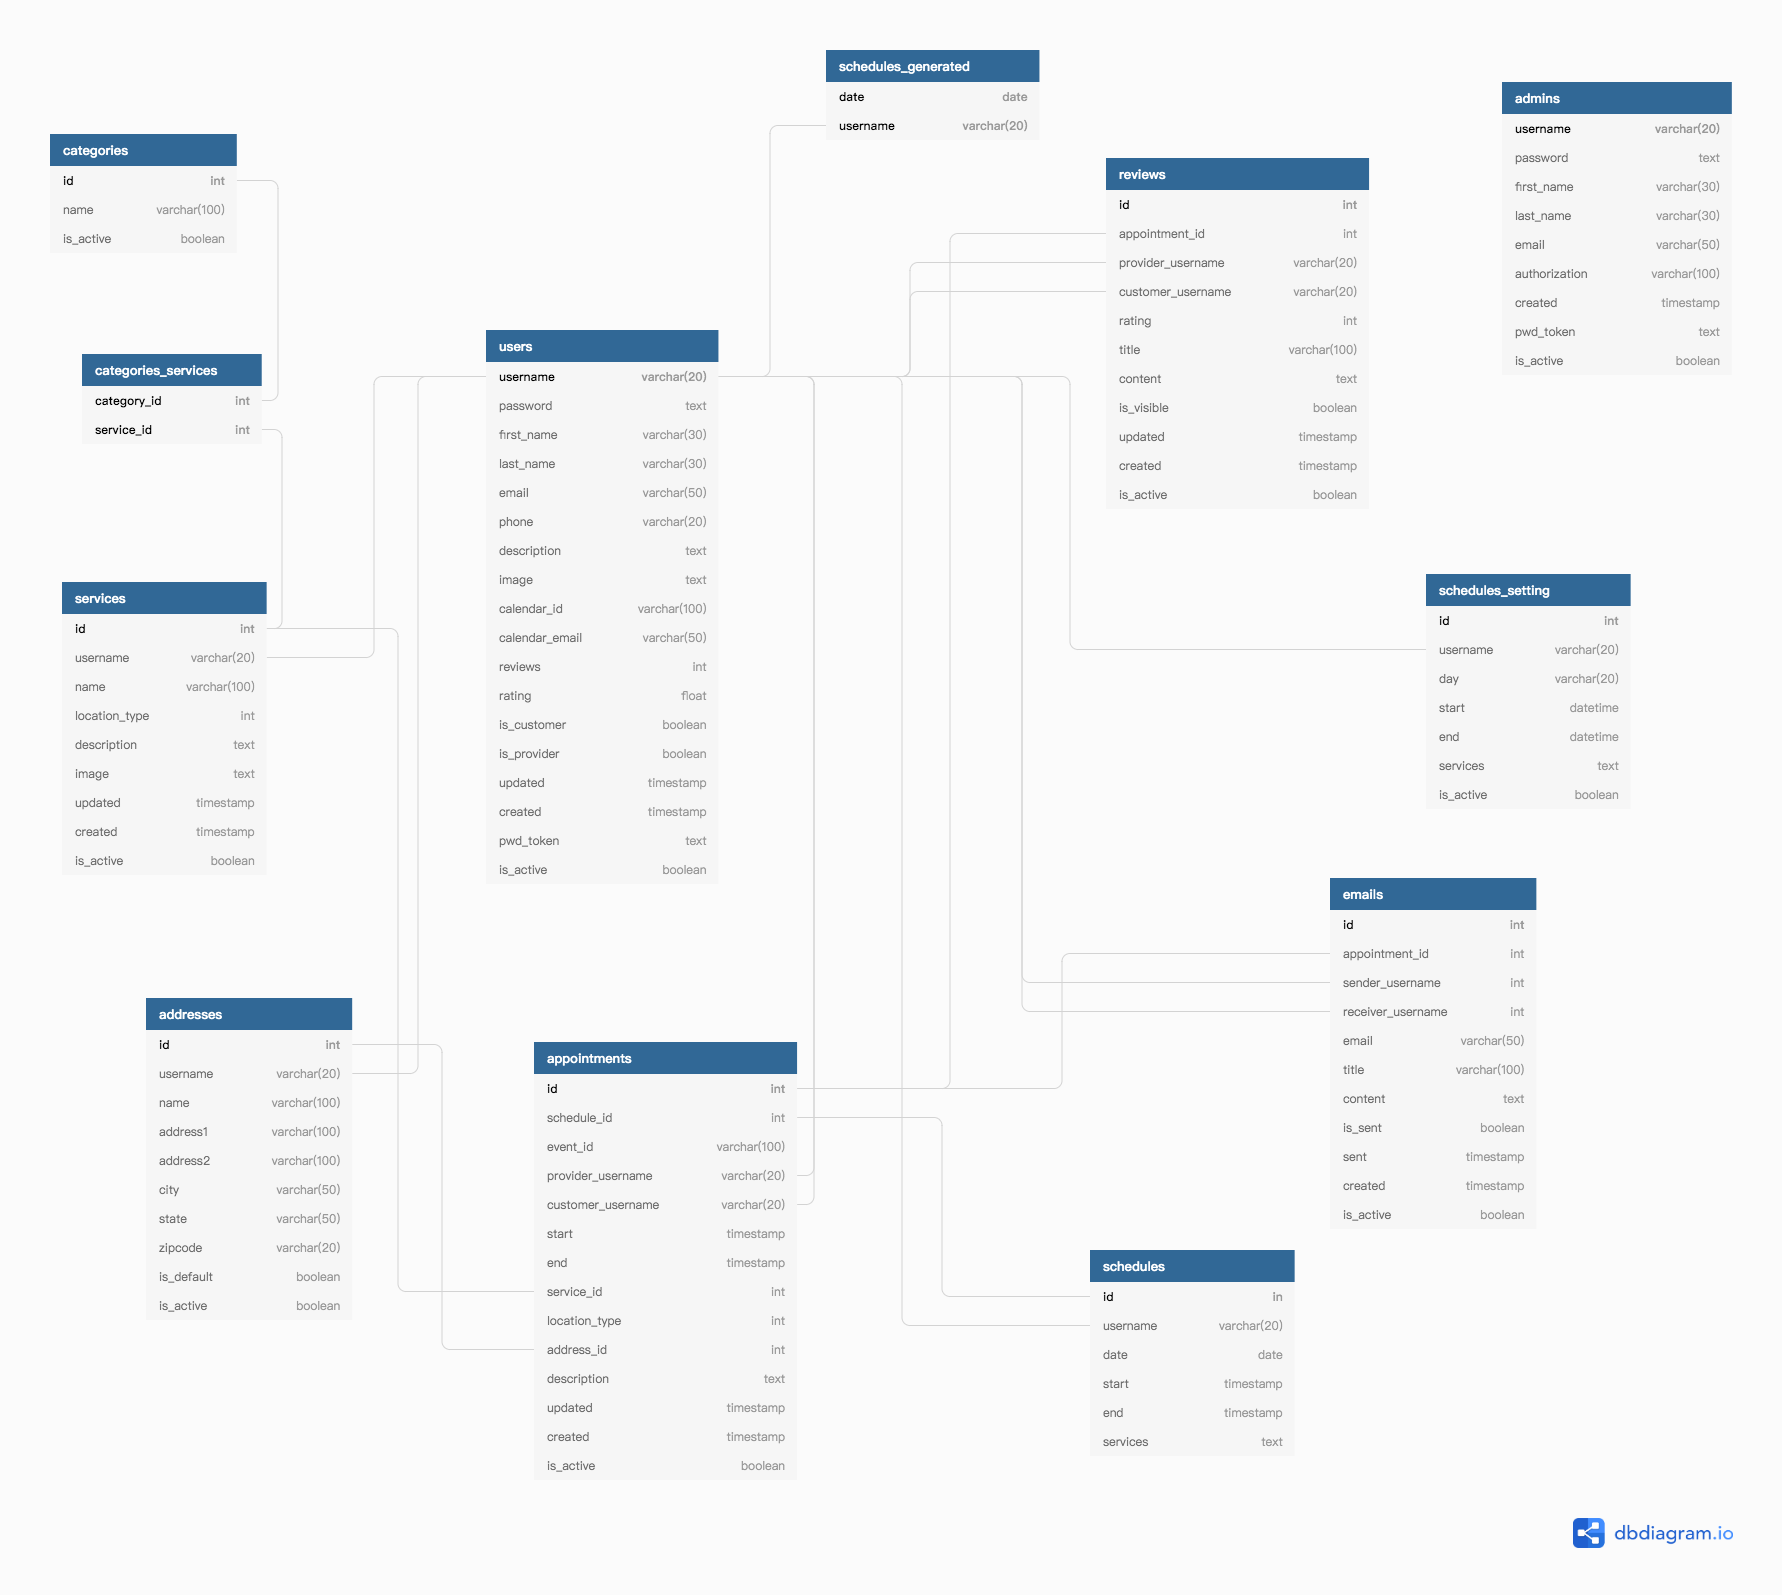 schedules_generated
date date
username varchar(20)
admins
username varchar(20)
password text
first_name varchar(30)
last_name varchar(30)
email varchar(50)
authorization varchar(100)
created timestamp
pwd_token text
is_active boolean
categories
id int
name varchar(100)
is_active boolean
reviews
id int
appointment_id int
provider_username varchar(20)
customer_username varchar(20)
rating int
title varchar(100)
content text
is_visible boolean
updated timestamp
created timestamp
is_active boolean
users
username varchar(20)
password text
first_name varchar(30)
last_name varchar(30)
email varchar(50)
phone varchar(20)
description text
image text
calendar_id varchar(100)
calendar_email varchar(50)
reviews int
rating float
is_customer boolean
is_provider boolean
updated timestamp
created timestamp
pwd_token text
is_active boolean
categories_services
category_id int
service_id int
services
id int
username varchar(20)
name varchar(100)
location_type int
description text
image text
updated timestamp
created timestamp
is_active boolean
schedules_setting
id int
username varchar(20)
day varchar(20)
start datetime
end datetime
services text
is_active boolean
emails
id int
appointment_id int
sender_username int
receiver_username int
email varchar(50)
title varchar(100)
content text
is_sent boolean
sent timestamp
created timestamp
is_active boolean
addresses
id int
username varchar(20)
name varchar(100)
address1 varchar(100)
address2 varchar(100)
city varchar(50)
state varchar(50)
zipcode varchar(20)
is_default boolean
is_active boolean
appointments
id int
schedule_id int
event_id varchar(100)
provider_username varchar(20)
customer_username varchar(20)
start timestamp
end timestamp
service_id int
location_type int
address_id int
description text
updated timestamp
created timestamp
is_active boolean
schedules
id in
username varchar(20)
date date
start timestamp
end timestamp
services text
dbdiagram.io